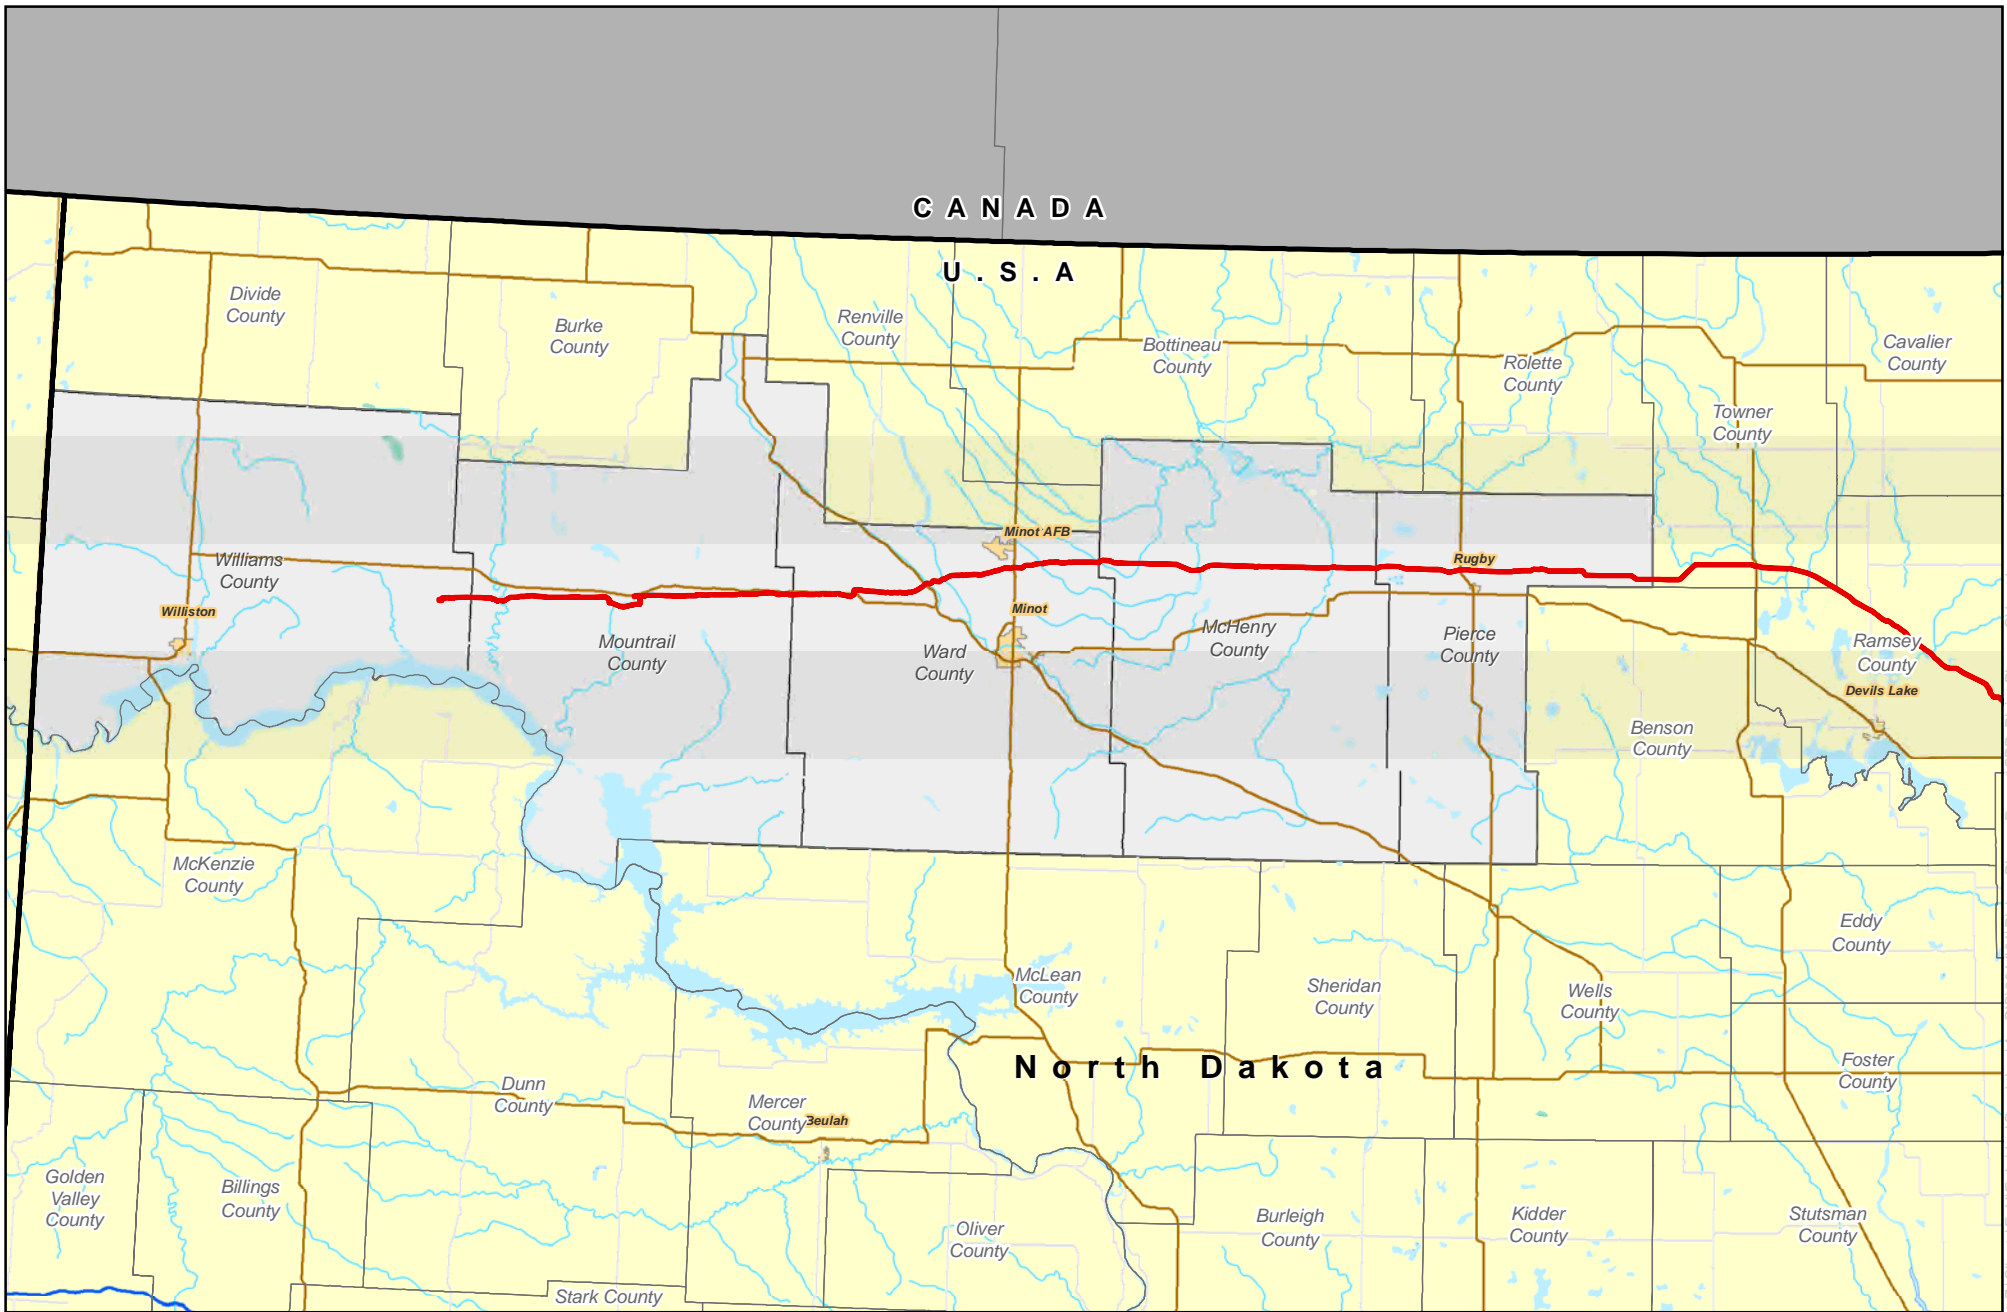 CANADA
U.S.A
Divide
County
Burke
County
Renville
County
Bottineau
County
Rolette
County
Cavalier
County
Towner
County
Minot AFB
Rugby
Williams
County
Williston
Minot
Mountrail
County
Ward
County
McHenry
County
Pierce
County
Ramsey
County
Devils Lake
Benson
County
McKenzie
County
Eddy
County
McLean
County
Sheridan
County
Wells
County
North Dakota
Foster
County
Dunn
County
Mercer
County
Beulah
Golden
Valley
County
Billings
County
Oliver
County
Burleigh
County
Kidder
County
Stutsman
County
Stark County